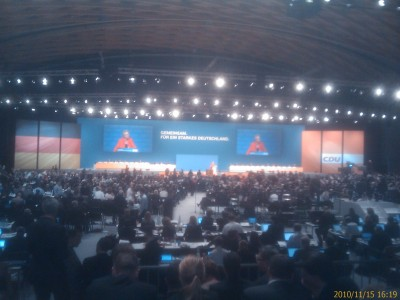 GEMEINSAM.
FÜR EIN STARKES DEUTSCHLAND.
CDU
2010/11/15 16:19